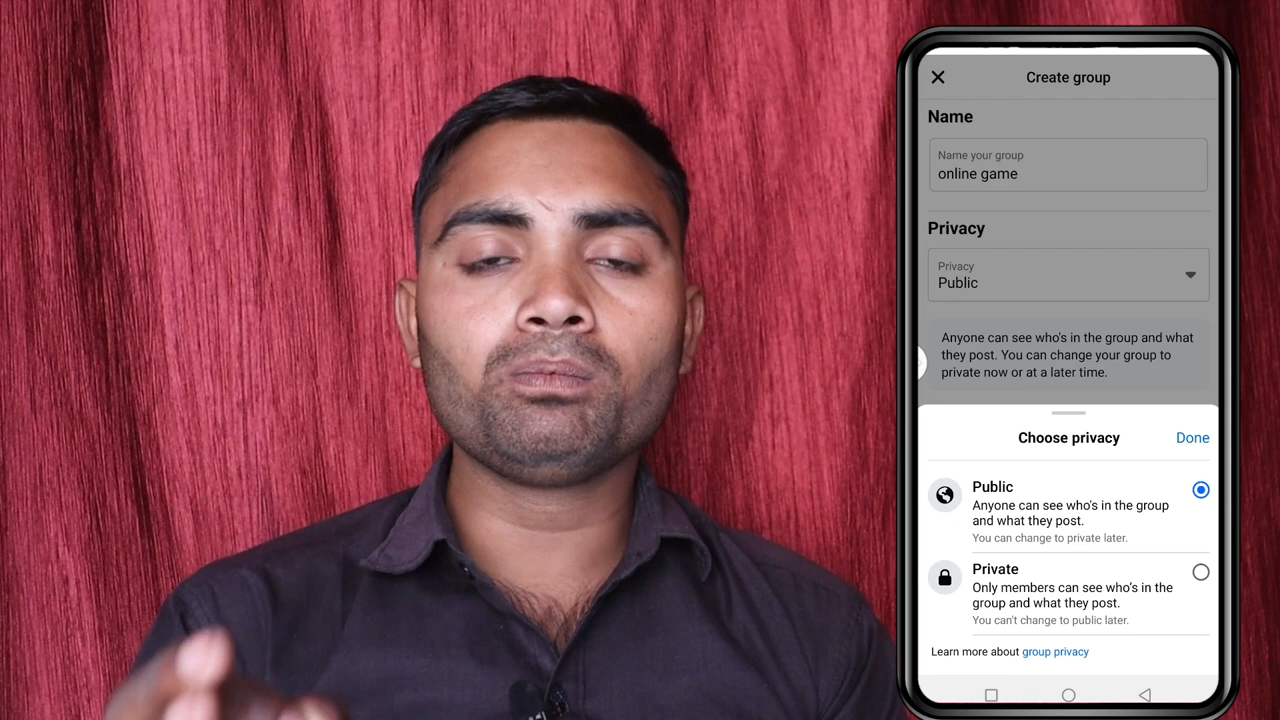 Create group
Name
Name your group
online game
Privacy
Privacy
Public
Anyone can see who's in the group and what
they post. You can change your group to
private now or at a later time.
Choose privacy
Done
Public
Anyone can see who's in the group
and what they post.
You can change to private later.
Private
Only members can see who's in the
group and what they post.
You can't change to public later.
Learn more about group privacy